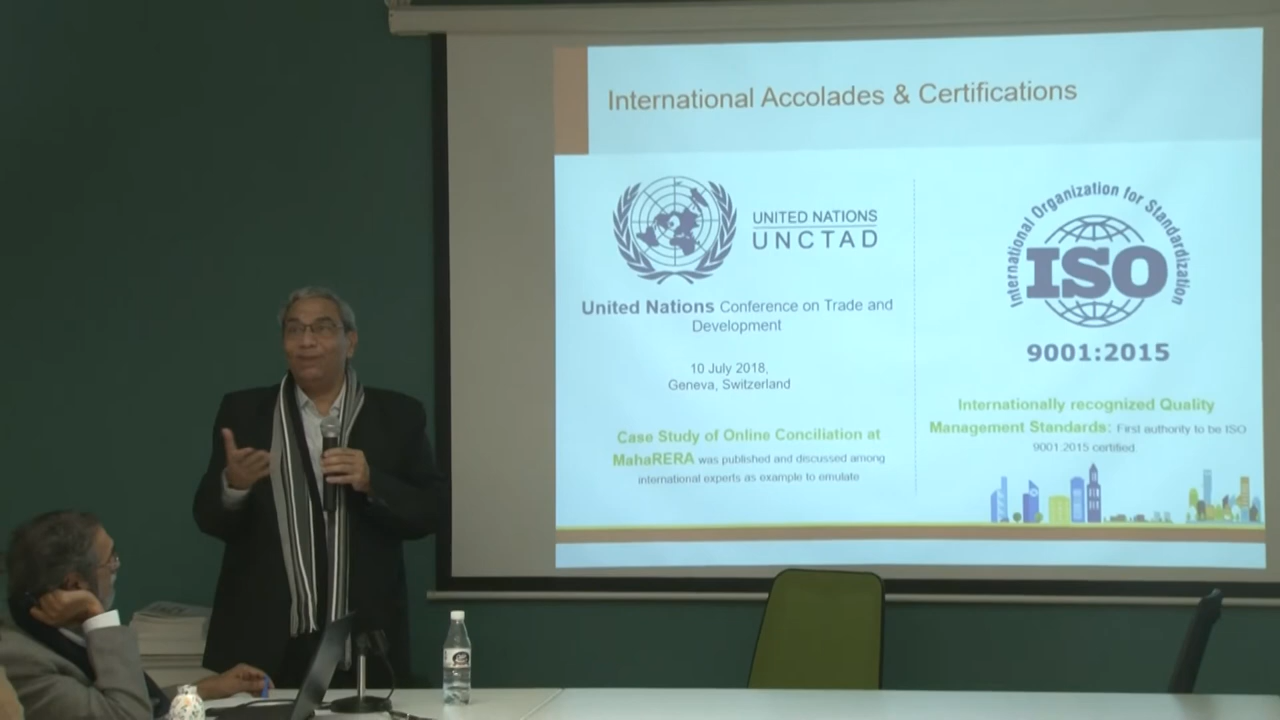 International Accolades & Certifications
UNITED NATIONS
UNCTAD
United Nations Conference on Trade and
Development
10 July 2018,
Geneva, Switzerland
Case Study of Online Conciliation at
MahaRERA was published and discussed among
international experts as example to emulate
International Organization for Standardization
ISO
9001:2015
Internationally recognized Quality
Management Standards: First authority to be ISO
9001:2015 certified.